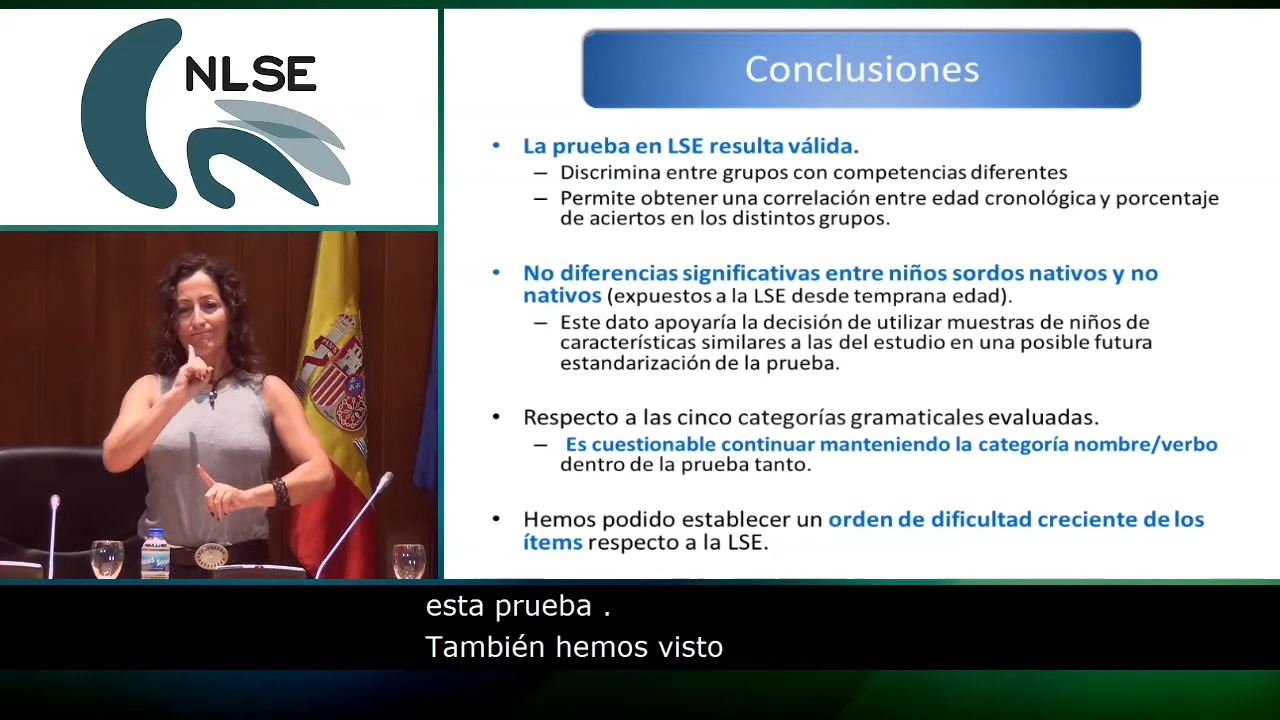 CNLSE
Conclusiones
• La prueba en LSE resulta válida.
– Discrimina entre grupos con competencias diferentes
– Permite obtener una correlación entre edad cronológica y porcentaje
de aciertos en los distintos grupos.
• No diferencias significativas entre niños sordos nativos y no
nativos (expuestos a la LSE desde temprana edad).
– Este dato apoyaría la decisión de utilizar muestras de niños de
características similares a las del estudio en una posible futura
estandarización de la prueba.
• Respecto a las cinco categorías gramaticales evaluadas.
– Es cuestionable continuar manteniendo la categoría nombre/verbo
dentro de la prueba tanto.
• Hemos podido establecer un orden de dificultad creciente de los
ítems respecto a la LSE.
esta prueba .
También hemos visto